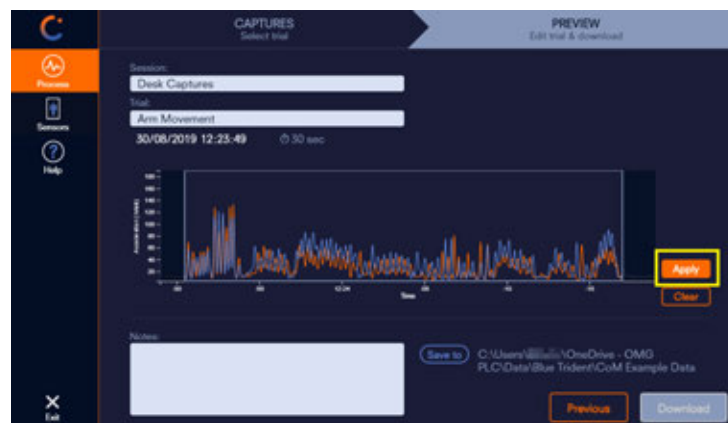 CAPTURES
Select trial
PREVIEW
Edit trial & download
Process
Sensors
Help
Exit
Session:
Desk Captures
Trial:
Arm Movement
30/08/2019 12:23:49
30 sec
12:24
Time
Apply
Clear
Notes:
Save to
C:\Users\
\OneDrive - OMG
PLC\Data\Blue Trident\CoM Example Data
Previous
Download